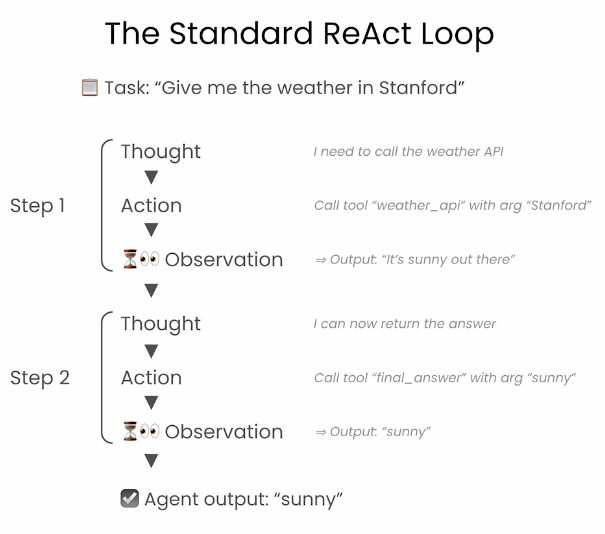 The Standard ReAct Loop
📋 Task: “Give me the weather in Stanford”
Thought
I need to call the weather API
▼
Step 1
Action
Call tool “weather_api” with arg “Stanford”
▼
⏳👀 Observation
⇒ Output: “It’s sunny out there”
▼
Thought
I can now return the answer
▼
Step 2
Action
Call tool “final_answer” with arg “sunny”
▼
⏳👀 Observation
⇒ Output: “sunny”
▼
☑️ Agent output: “sunny”